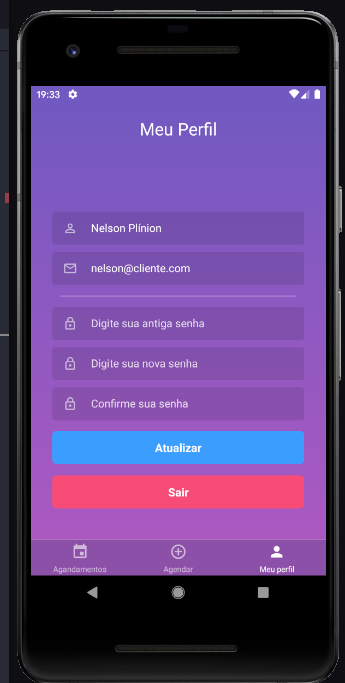 19:33
Meu Perfil
Nelson Plínion
nelson@cliente.com
Digite sua antiga senha
Digite sua nova senha
Confirme sua senha
Atualizar
Sair
Agandamentos
Agendar
Meu perfil